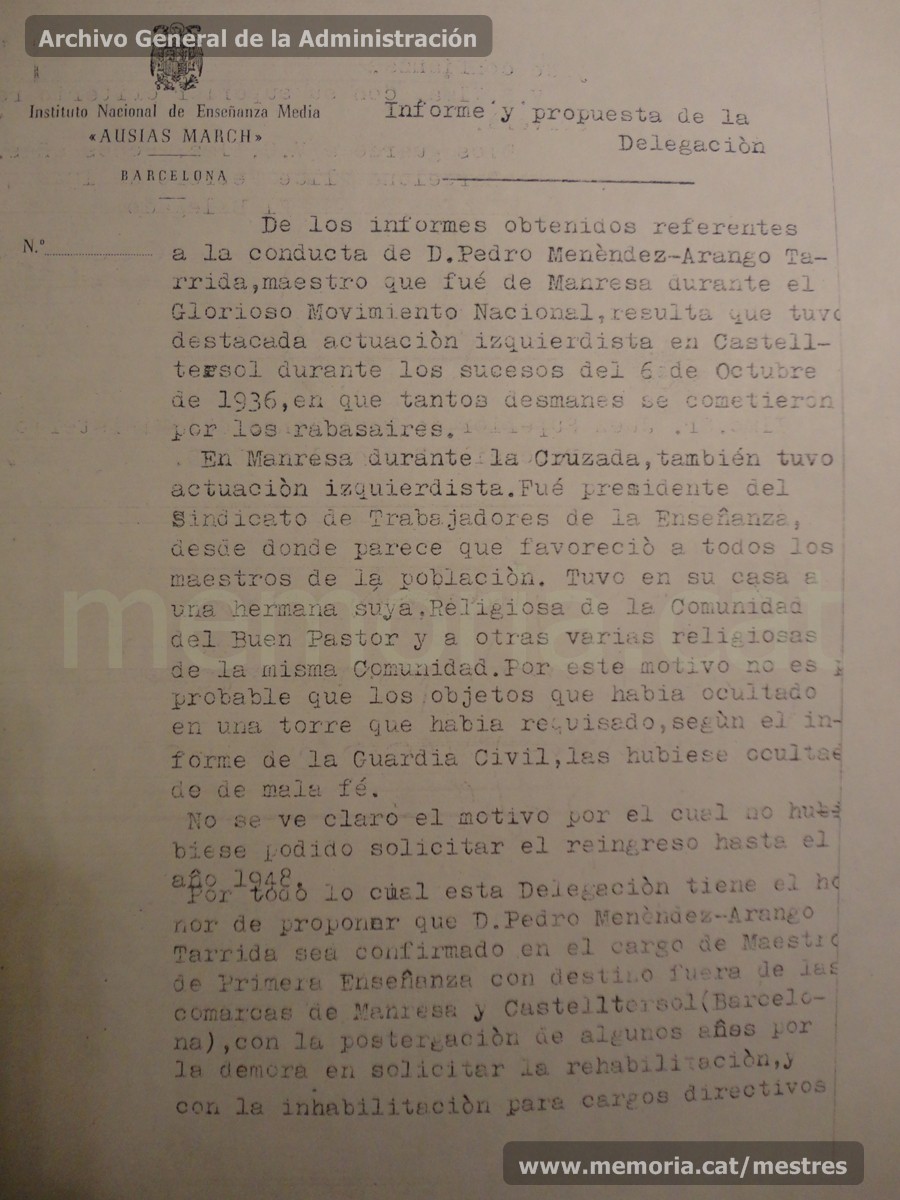 Archivo General de la Administración
Instituto Nacional de Enseñanza Media
«AUSIAS MARCH»
BARCELONA
N.º
Informe y propuesta de la
Delegaciòn
De los informes obtenidos referentes
a la conducta de D.Pedro Menèndez-Arango Ta-
rrida,maestro que fué de Manresa durante el
Glorioso Movimiento Nacional,resulta que tuvo
destacada actuaciòn izquierdista en Castell-
tersol durante los sucesos del 6 de Octubre
de 1936,en que tantos desmanes se cometieron
por los rabasaires.
En Manresa durante la Cruzada,también tuvo
actuaciòn izquierdista.Fué presidente del
Sindicato de Trabajadores de la Enseñanza,
desde donde parece que favoreciò a todos los
maestros de la poblaciòn. Tuvo en su casa a
una hermana suya,Religiosa de la Comunidad
del Buen Pastor y a otras varias religiosas
de la misma Comunidad.Por este motivo no es p
probable que los objetos que habia ocultado
en una torre que habia requisado,segùn el in-
forme de la Guardia Civil,las hubiese ocultad
do de mala fé.
No se ve claro el motivo por el cual no hubi
biese podido solicitar el reingreso hasta el
año 1948.
Por todo lo cual esta Delegaciòn tiene el ho
nor de proponer que D.Pedro Menèndez-Arango
Tarrida sea confirmado en el cargo de Maestro
de Primera Enseñanza con destino fuera de las
comarcas de Manresa y Castelltersol(Barcelo-
na),con la postergaciòn de algunos años por
la demora en solicitar la rehabilitaciòn,y
con la inhabilitaciòn para cargos directivos
memoria.cat
www.memoria.cat/mestres